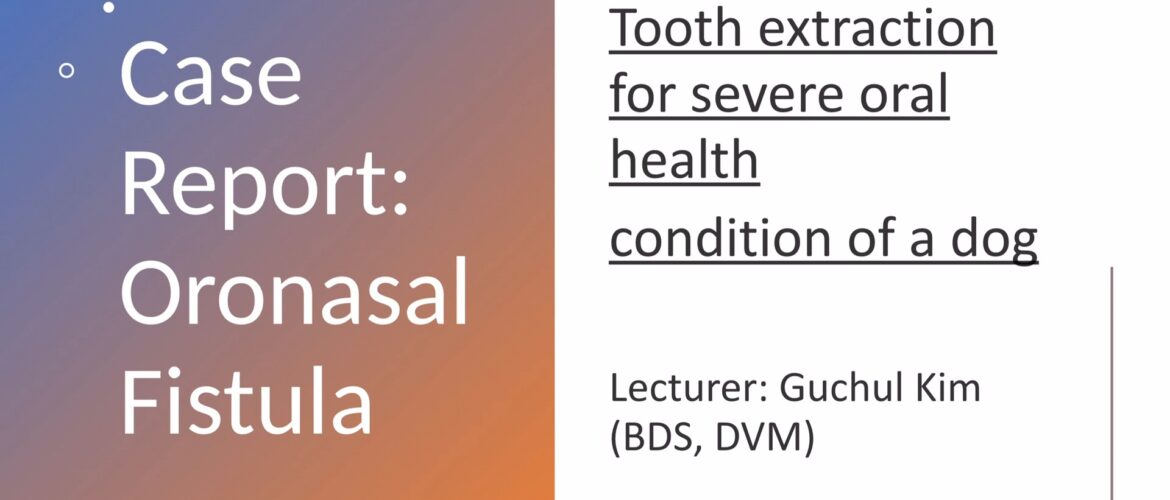 Case
Report:
Oronasal
Fistula
Tooth extraction
for severe oral
health
condition of a dog
Lecturer: Guchul Kim
(BDS, DVM)